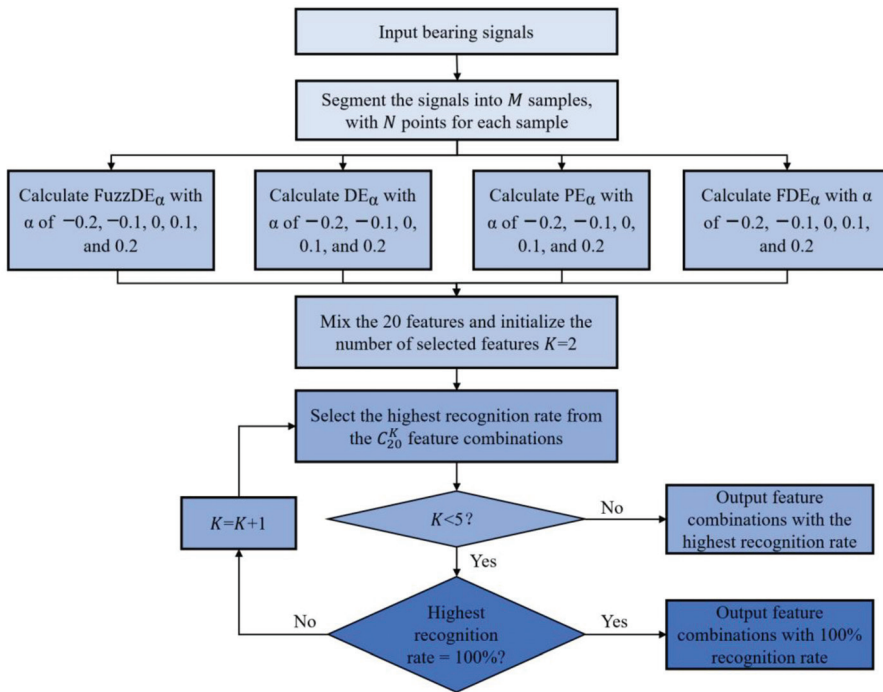 Input bearing signals
Segment the signals into M samples,
with N points for each sample
Calculate FuzzDEα with
α of −0.2, −0.1, 0, 0.1,
and 0.2
Calculate DEα with
α of −0.2, −0.1, 0,
0.1, and 0.2
Calculate PEα with
α of −0.2, −0.1, 0,
0.1, and 0.2
Calculate FDEα with α
of −0.2, −0.1, 0, 0.1,
and 0.2
Mix the 20 features and initialize the
number of selected features K=2
Select the highest recognition rate from
the C_20^K feature combinations
K=K+1
K<5?
No
Output feature
combinations with the
highest recognition rate
Yes
No
Highest
recognition
rate = 100%?
Yes
Output feature
combinations with 100%
recognition rate